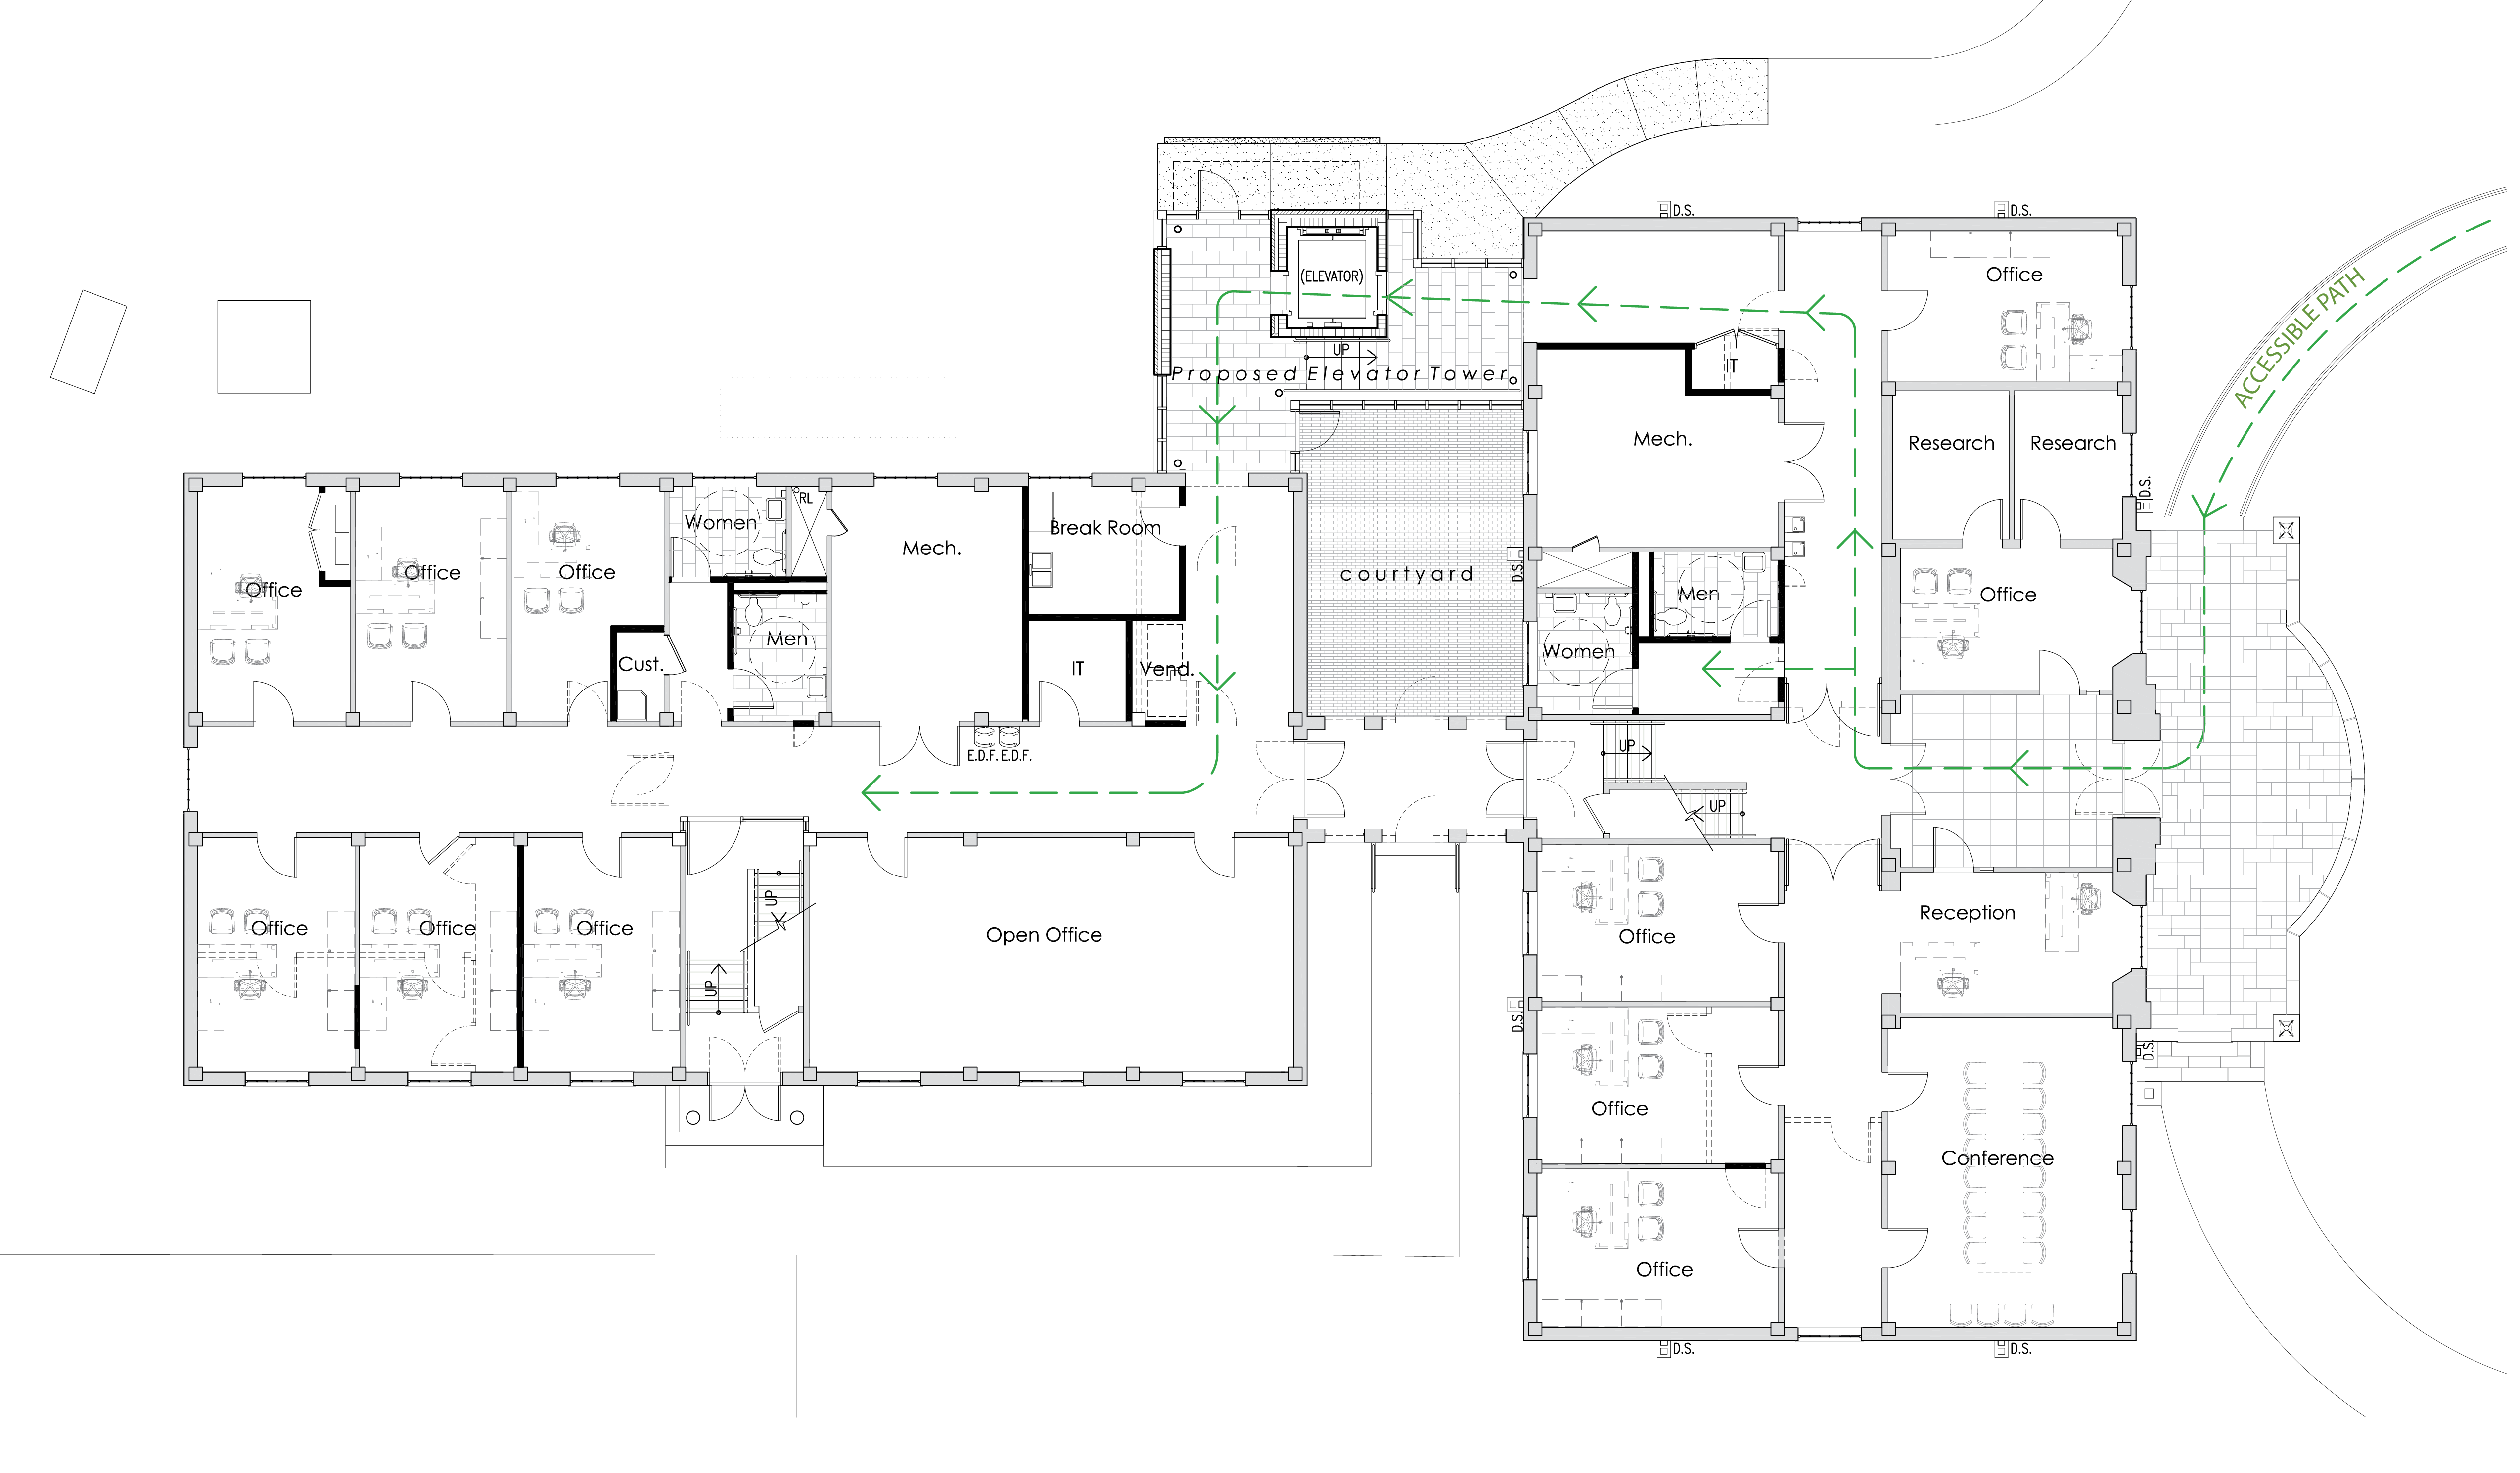 D.S.
D.S.
(ELEVATOR)
Office
ACCESSIBLE PATH
UP
Proposed Elevator Tower
IT
Mech.
Research
Research
RL
D.S.
Women
Break Room
Mech.
Office
Office
Office
courtyard
D.S.
Men
Office
Men
Women
Cust.
IT
Vend.
UP
E.D.F.
E.D.F.
UP
UP
Office
Office
Office
Open Office
Office
Reception
UP
D.S.
D.S.
Office
Conference
Office
D.S.
D.S.